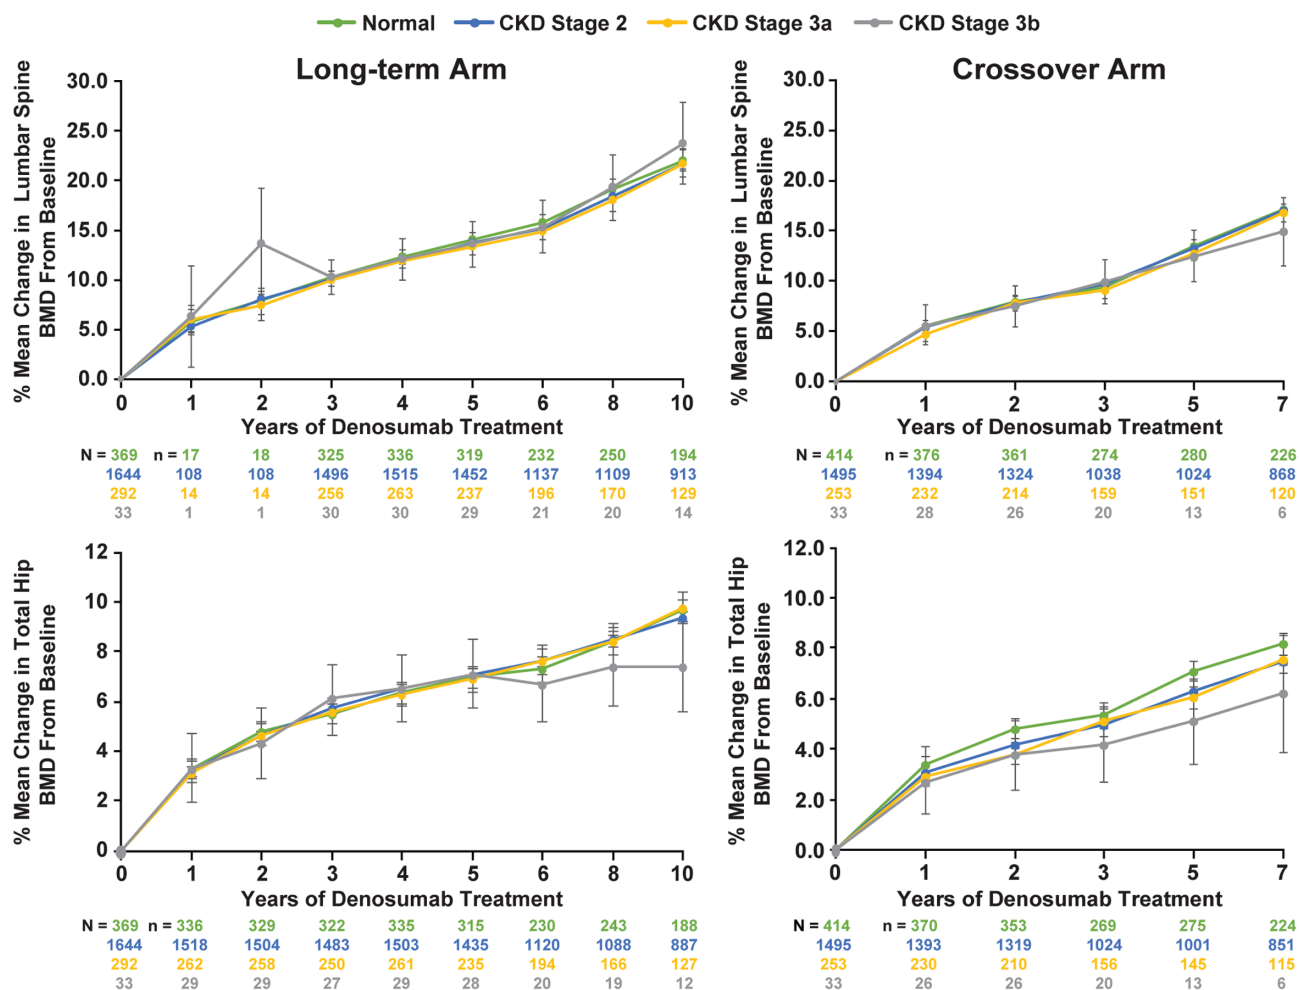 Normal CKD Stage 2 CKD Stage 3a CKD Stage 3b
Long-term Arm
% Mean Change in Lumbar Spine
BMD From Baseline
30.0
25.0
20.0
15.0
10.0
5.0
0.0
0 1 2 3 4 5 6 8 10
Years of Denosumab Treatment
N = 369 n = 17 18 325 336 319 232 250 194
1644 108 108 1496 1515 1452 1137 1109 913
292 14 14 256 263 237 196 170 129
33 1 1 30 30 29 21 20 14
Crossover Arm
% Mean Change in Lumbar Spine
BMD From Baseline
30.0
25.0
20.0
15.0
10.0
5.0
0.0
0 1 2 3 5 7
Years of Denosumab Treatment
N = 414 n = 376 361 274 280 226
1495 1394 1324 1038 1024 868
253 232 214 159 151 120
33 28 26 20 13 6
% Mean Change in Total Hip
BMD From Baseline
12
10
8
6
4
2
0
0 1 2 3 4 5 6 8 10
Years of Denosumab Treatment
N = 369 n = 336 329 322 335 315 230 243 188
1644 1518 1504 1483 1503 1435 1120 1088 887
292 262 258 250 261 235 194 166 127
33 29 29 27 29 28 20 19 12
% Mean Change in Total Hip
BMD From Baseline
12.0
10.0
8.0
6.0
4.0
2.0
0.0
0 1 2 3 5 7
Years of Denosumab Treatment
N = 414 n = 370 353 269 275 224
1495 1393 1319 1024 1001 851
253 230 210 156 145 115
33 26 26 20 13 6